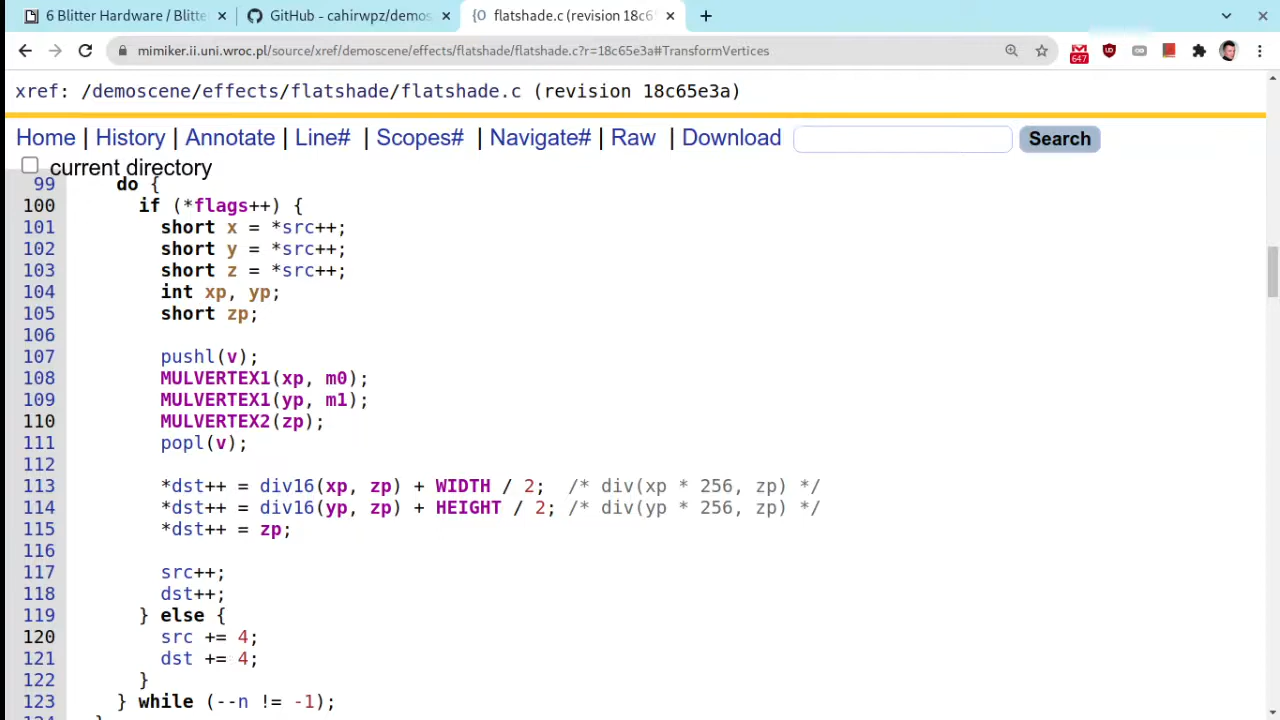 6 Blitter Hardware / Blitte
GitHub - cahirwpz/demos
{O flatshade.c (revision 18c6
mimiker.ii.uni.wroc.pl/source/xref/demoscene/effects/flatshade/flatshade.c?r=18c65e3a#TransformVertices
647
xref: /demoscene/effects/flatshade/flatshade.c (revision 18c65e3a)
Home | History | Annotate | Line# | Scopes# | Navigate# | Raw | Download Search
current directory
99 do {
100 if (*flags++) {
101 short x = *src++;
102 short y = *src++;
103 short z = *src++;
104 int xp, yp;
105 short zp;
106
107 pushl(v);
108 MULVERTEX1(xp, m0);
109 MULVERTEX1(yp, m1);
110 MULVERTEX2(zp);
111 popl(v);
112
113 *dst++ = div16(xp, zp) + WIDTH / 2; /* div(xp * 256, zp) */
114 *dst++ = div16(yp, zp) + HEIGHT / 2; /* div(yp * 256, zp) */
115 *dst++ = zp;
116
117 src++;
118 dst++;
119 } else {
120 src += 4;
121 dst += 4;
122 }
123 } while (--n != -1);
124 }